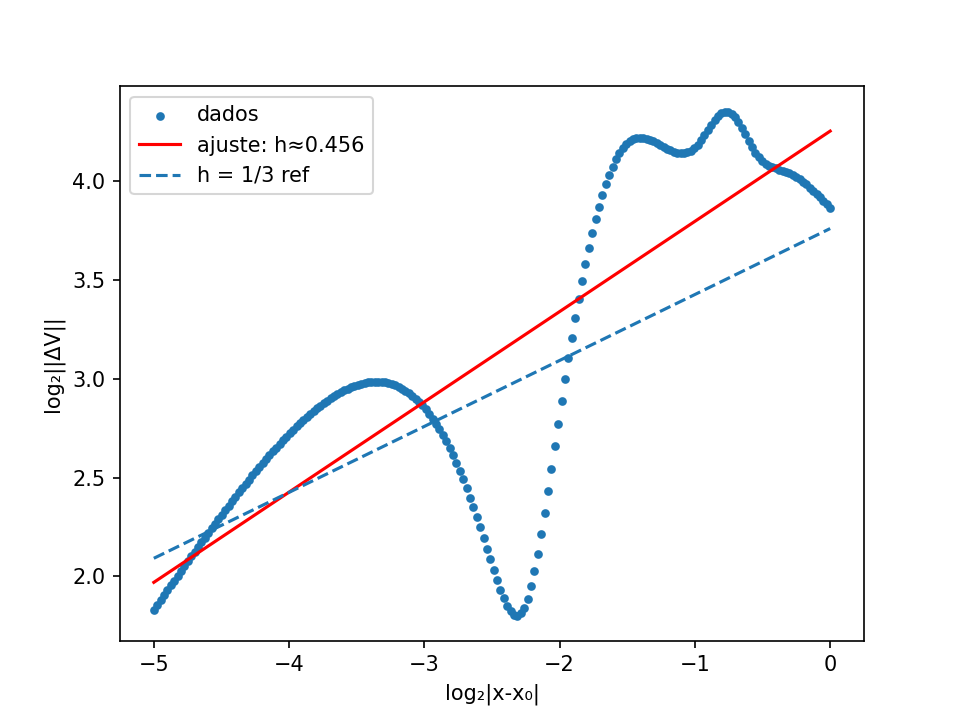 dados
ajuste: h≈0.456
h = 1/3 ref
log₂||ΔV||
4.0
3.5
3.0
2.5
2.0
−5
−4
−3
−2
−1
0
log₂|x-x₀|